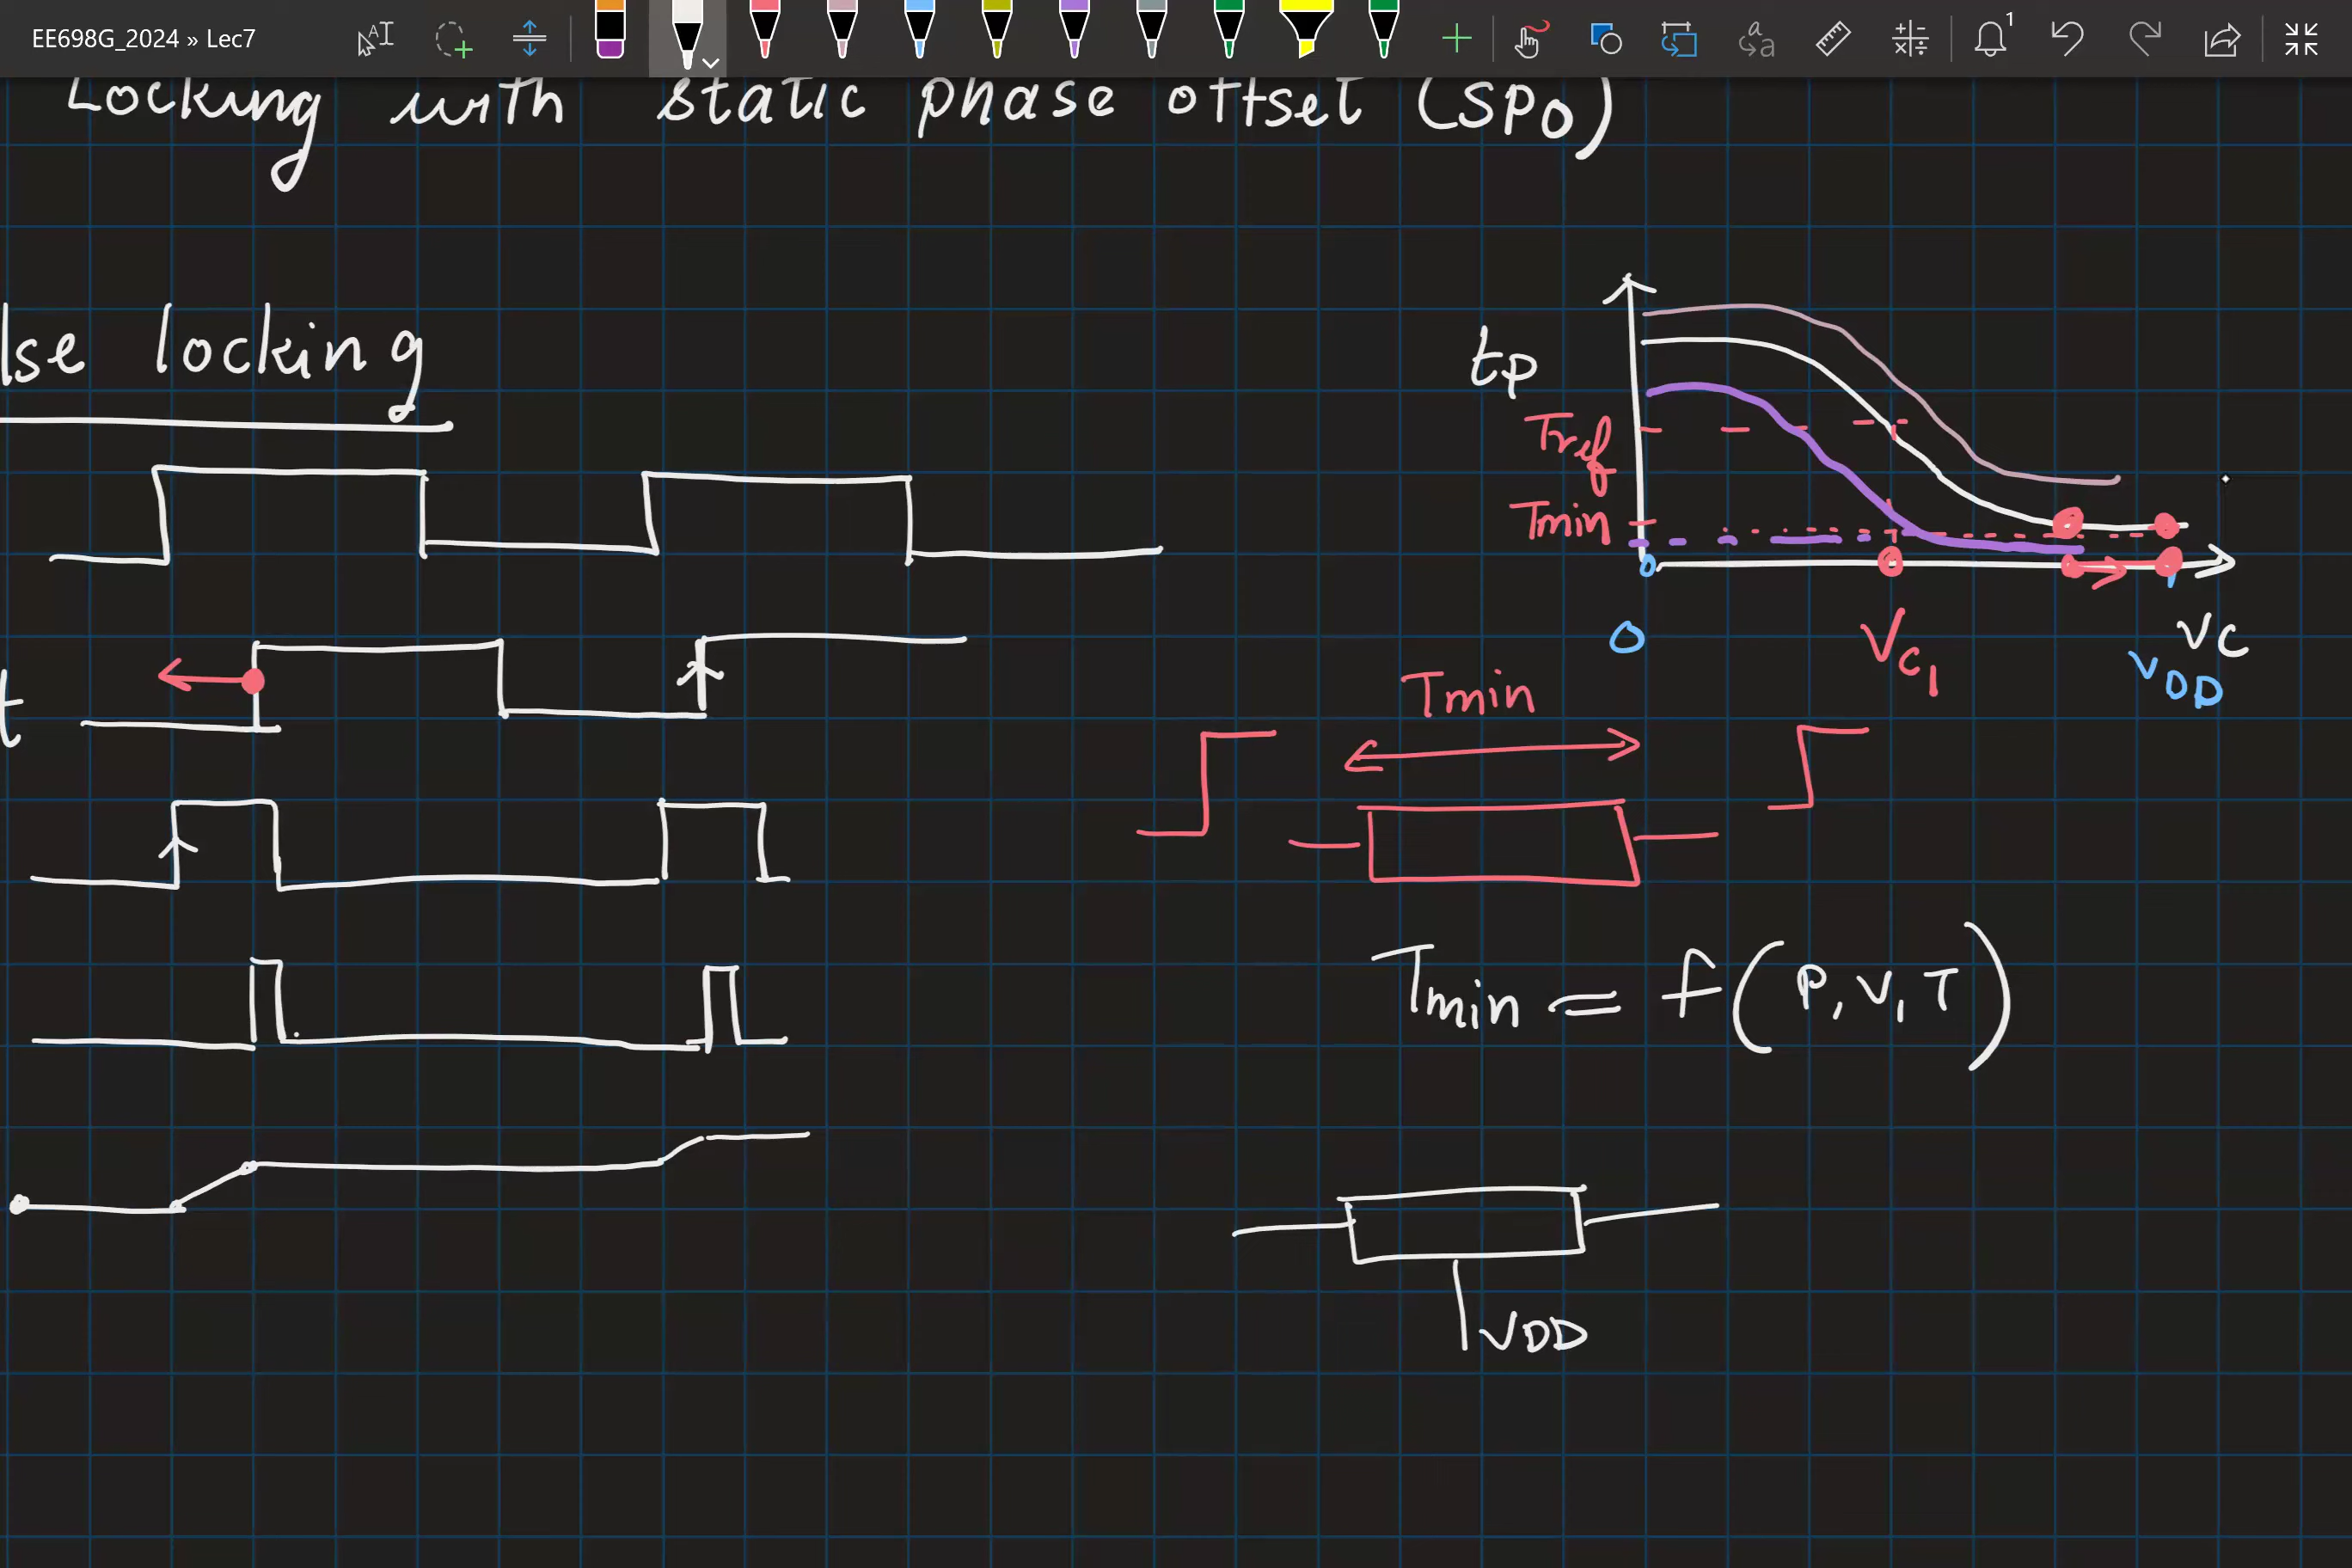 EE698G_2024 » Lec7
Locking with static phase offset (SPO)
lse locking
tp
Tref
Tmin
0
0
Vc1
Vc
VDD
t
Tmin
Tmin = f(P, V, T)
VDD